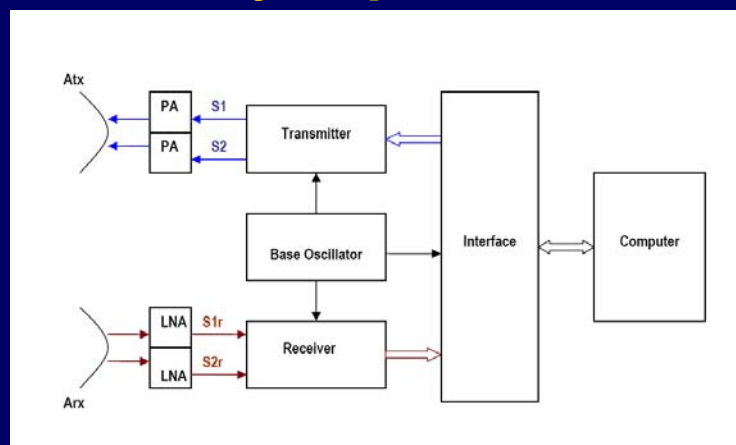 Atx
PA
S1
PA
S2
Transmitter
Base Oscillator
Interface
Computer
LNA
S1r
LNA
S2r
Receiver
Arx